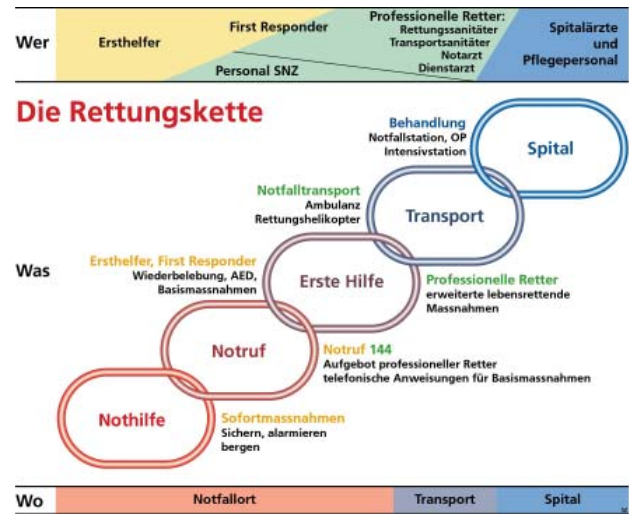 Wer
Ersthelfer
First Responder
Personal SNZ
Professionelle Retter:
Rettungssanitäter
Transportsanitäter
Notarzt
Dienstarzt
Spitalärzte
und
Pflegepersonal
Die Rettungskette
Behandlung
Notfallstation, OP
Intensivstation
Spital
Notfalltransport
Ambulanz
Rettungshelikopter
Transport
Was
Ersthelfer, First Responder
Wiederbelebung, AED,
Basismassnahmen
Erste Hilfe
Professionelle Retter
erweiterte lebensrettende
Massnahmen
Notruf
Notruf 144
Aufgebot professioneller Retter
telefonische Anweisungen für Basismassnahmen
Nothilfe
Sofortmassnahmen
Sichern, alarmieren
bergen
Wo
Notfallort
Transport
Spital